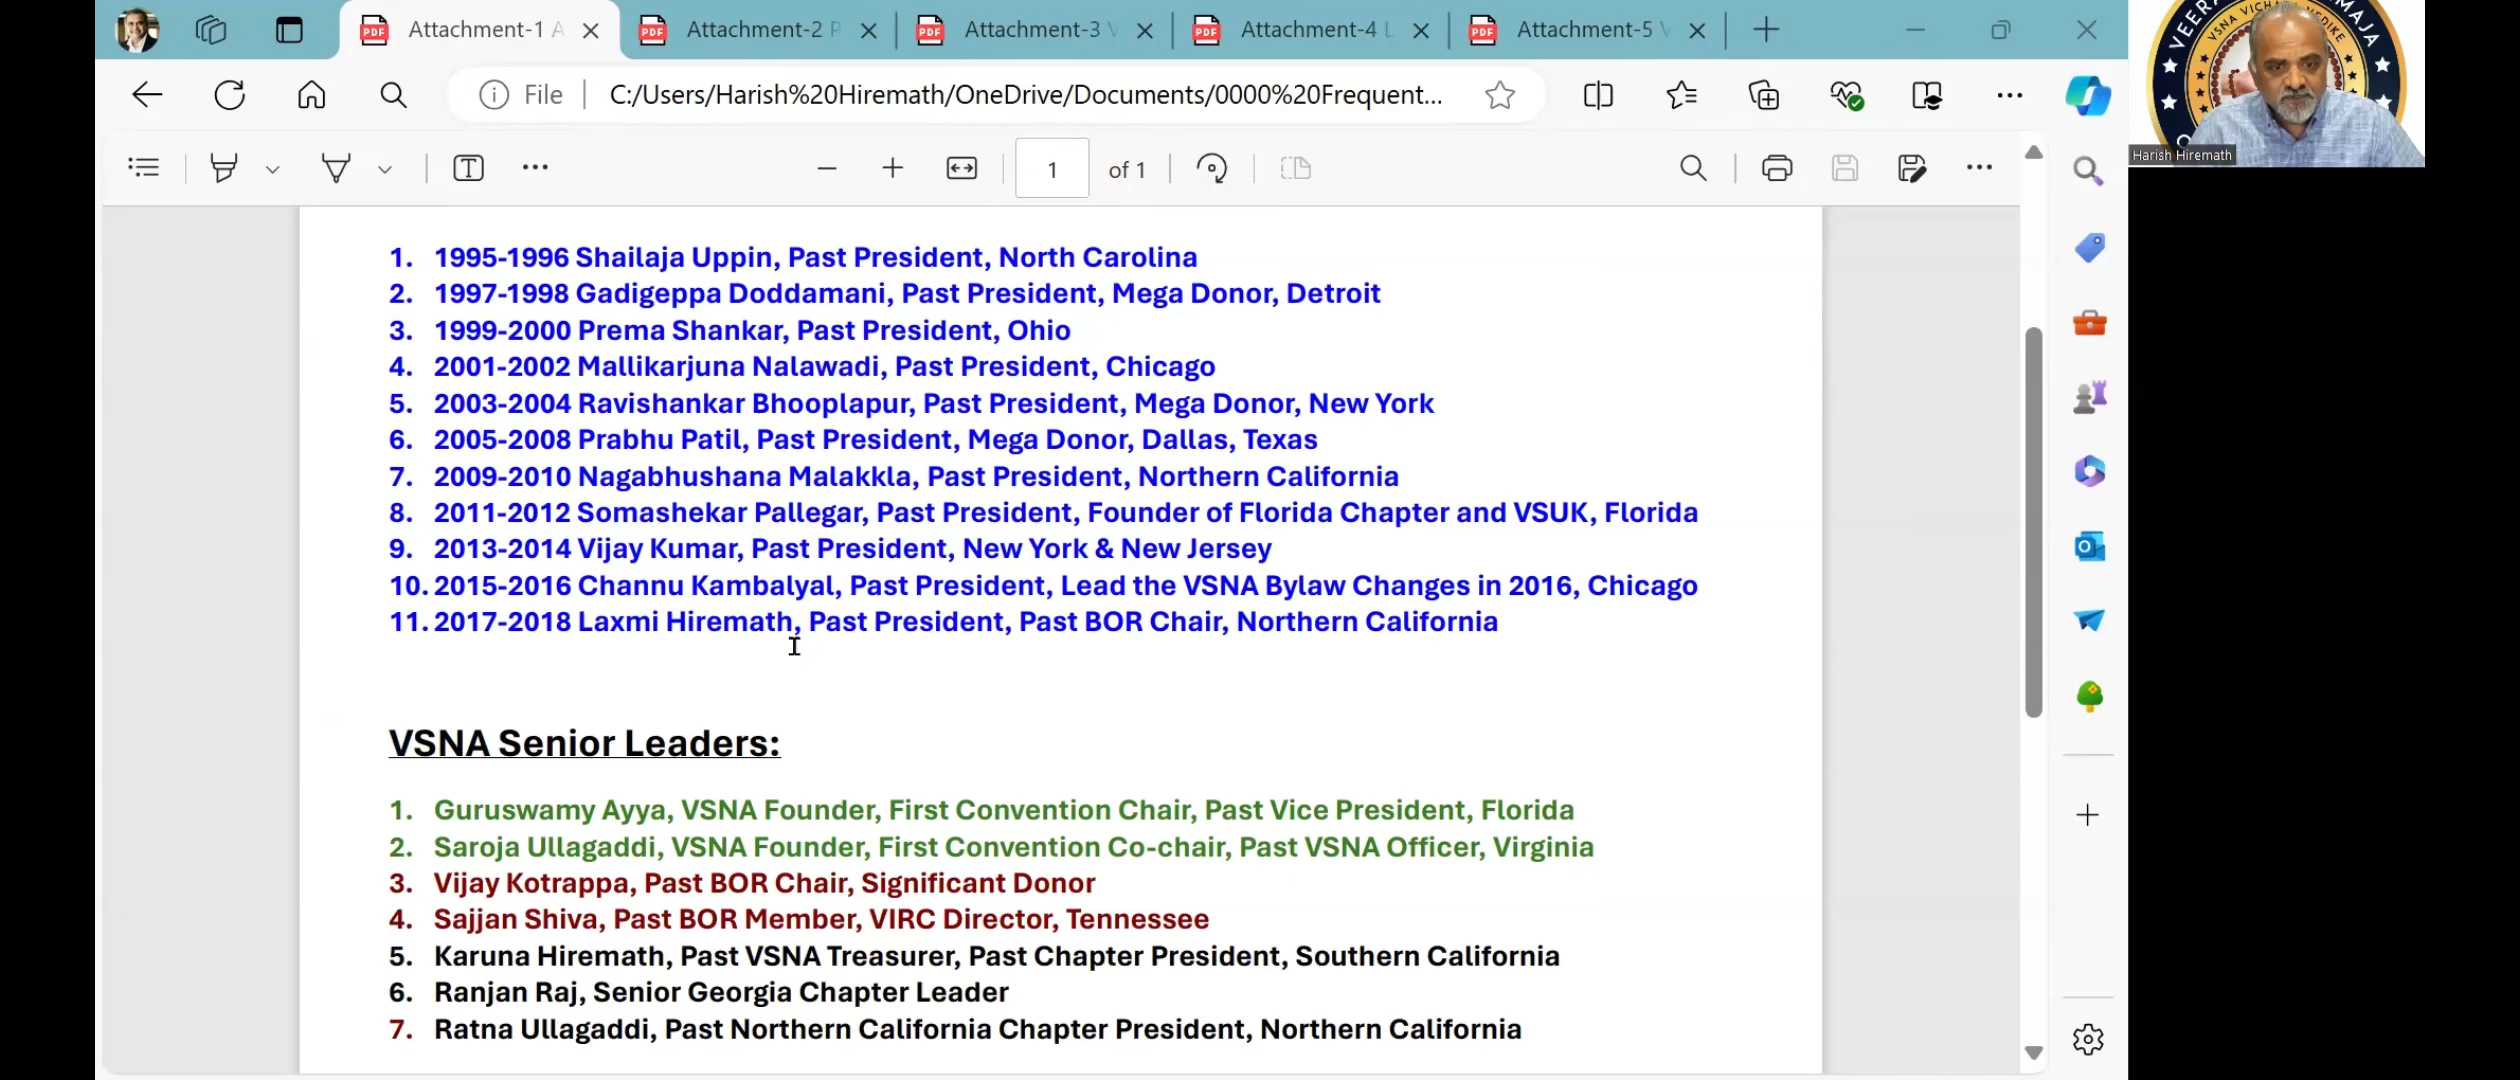 Attachment-1 A
Attachment-2 P
Attachment-3 V
Attachment-4 L
Attachment-5 V
File
C:/Users/Harish%20Hiremath/OneDrive/Documents/0000%20Frequent...
1 of 1
VSNA VICHARA VEDIKE
Harish Hiremath
1. 1995-1996 Shailaja Uppin, Past President, North Carolina
2. 1997-1998 Gadigeppa Doddamani, Past President, Mega Donor, Detroit
3. 1999-2000 Prema Shankar, Past President, Ohio
4. 2001-2002 Mallikarjuna Nalawadi, Past President, Chicago
5. 2003-2004 Ravishankar Bhooplapur, Past President, Mega Donor, New York
6. 2005-2008 Prabhu Patil, Past President, Mega Donor, Dallas, Texas
7. 2009-2010 Nagabhushana Malakkla, Past President, Northern California
8. 2011-2012 Somashekar Pallegar, Past President, Founder of Florida Chapter and VSUK, Florida
9. 2013-2014 Vijay Kumar, Past President, New York & New Jersey
10. 2015-2016 Channu Kambalyal, Past President, Lead the VSNA Bylaw Changes in 2016, Chicago
11. 2017-2018 Laxmi Hiremath, Past President, Past BOR Chair, Northern California
VSNA Senior Leaders:
1. Guruswamy Ayya, VSNA Founder, First Convention Chair, Past Vice President, Florida
2. Saroja Ullagaddi, VSNA Founder, First Convention Co-chair, Past VSNA Officer, Virginia
3. Vijay Kotrappa, Past BOR Chair, Significant Donor
4. Sajjan Shiva, Past BOR Member, VIRC Director, Tennessee
5. Karuna Hiremath, Past VSNA Treasurer, Past Chapter President, Southern California
6. Ranjan Raj, Senior Georgia Chapter Leader
7. Ratna Ullagaddi, Past Northern California Chapter President, Northern California